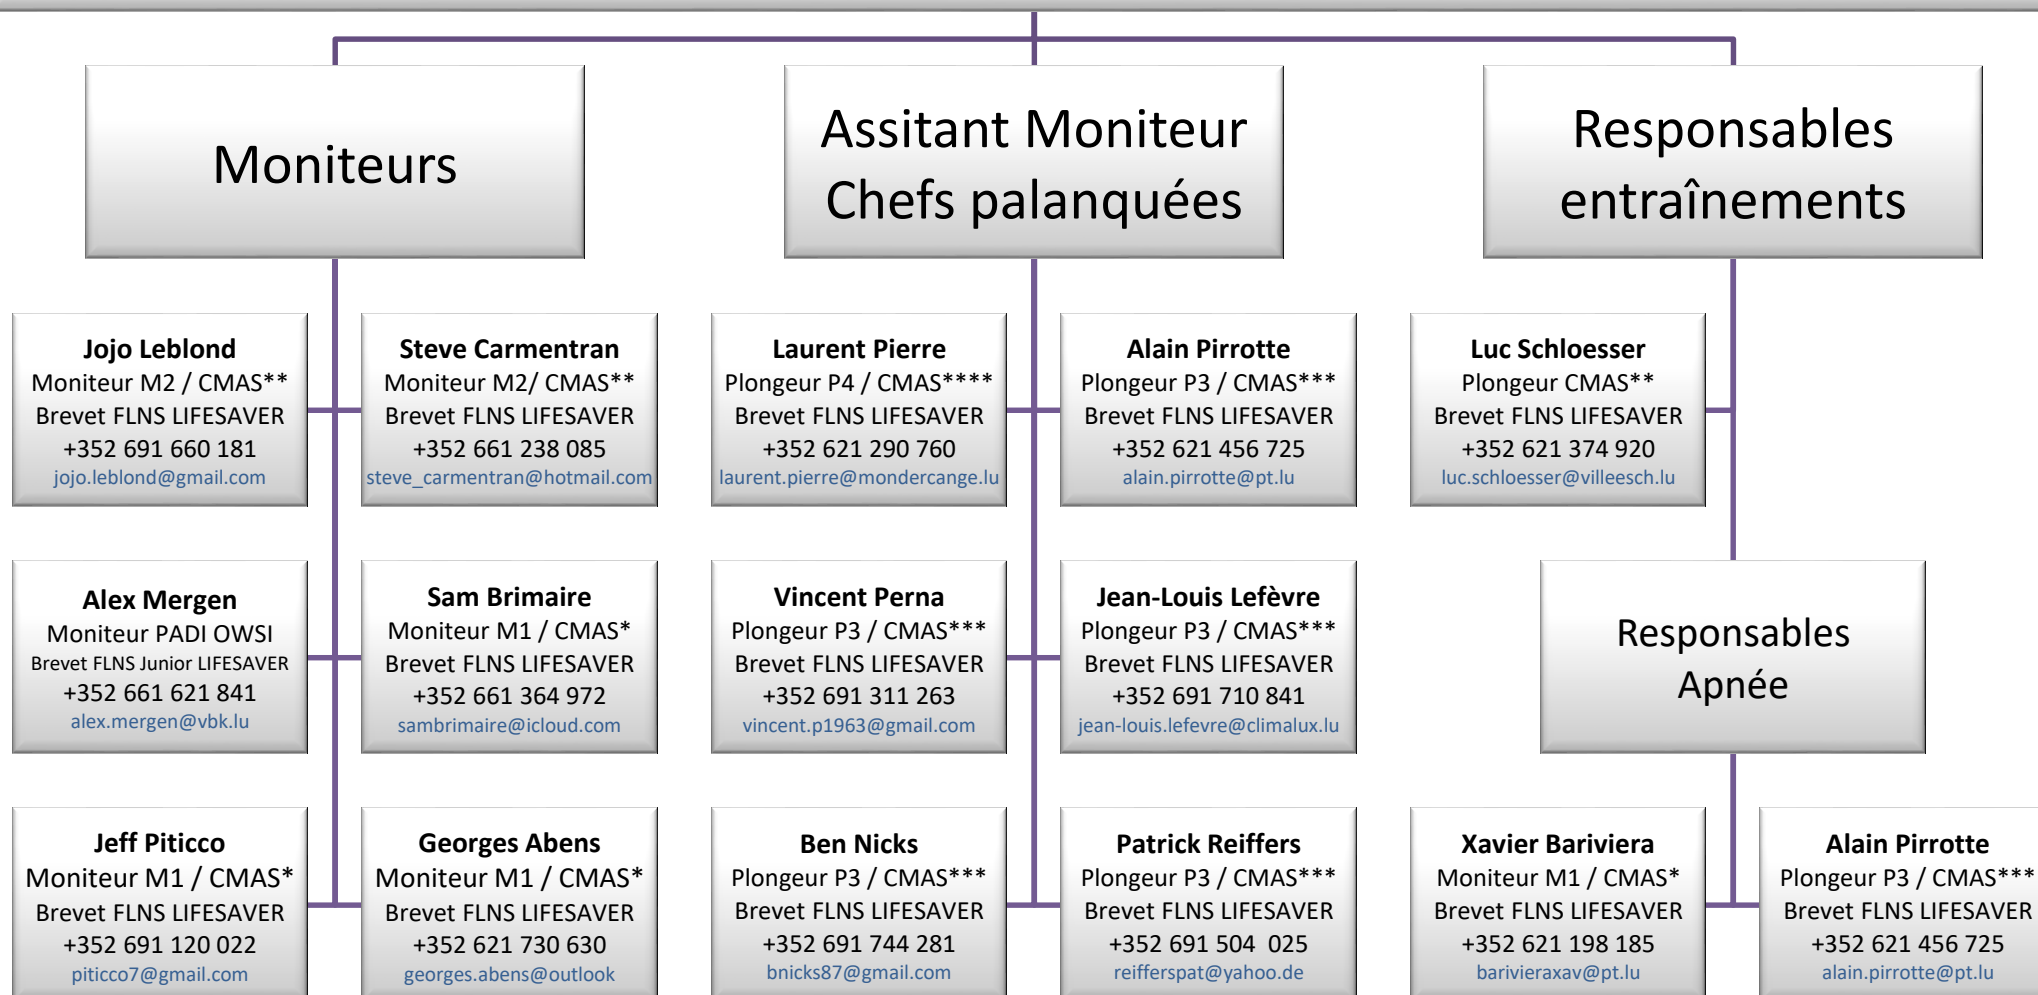 Moniteurs
Assitant Moniteur
Chefs palanquées
Responsables
entraînements
Jojo Leblond
Moniteur M2 / CMAS**
Brevet FLNS LIFESAVER
+352 691 660 181
jojo.leblond@gmail.com
Steve Carmentran
Moniteur M2/ CMAS**
Brevet FLNS LIFESAVER
+352 661 238 085
steve_carmentran@hotmail.com
Laurent Pierre
Plongeur P4 / CMAS****
Brevet FLNS LIFESAVER
+352 621 290 760
laurent.pierre@mondercange.lu
Alain Pirrotte
Plongeur P3 / CMAS***
Brevet FLNS LIFESAVER
+352 621 456 725
alain.pirrotte@pt.lu
Luc Schloesser
Plongeur CMAS**
Brevet FLNS LIFESAVER
+352 621 374 920
luc.schloesser@villeesch.lu
Alex Mergen
Moniteur PADI OWSI
Brevet FLNS Junior LIFESAVER
+352 661 621 841
alex.mergen@vbk.lu
Sam Brimaire
Moniteur M1 / CMAS*
Brevet FLNS LIFESAVER
+352 661 364 972
sambrimaire@icloud.com
Vincent Perna
Plongeur P3 / CMAS***
Brevet FLNS LIFESAVER
+352 691 311 263
vincent.p1963@gmail.com
Jean-Louis Lefèvre
Plongeur P3 / CMAS***
Brevet FLNS LIFESAVER
+352 691 710 841
jean-louis.lefevre@climalux.lu
Responsables
Apnée
Jeff Piticco
Moniteur M1 / CMAS*
Brevet FLNS LIFESAVER
+352 691 120 022
piticco7@gmail.com
Georges Abens
Moniteur M1 / CMAS*
Brevet FLNS LIFESAVER
+352 621 730 630
georges.abens@outlook
Ben Nicks
Plongeur P3 / CMAS***
Brevet FLNS LIFESAVER
+352 691 744 281
bnicks87@gmail.com
Patrick Reiffers
Plongeur P3 / CMAS***
Brevet FLNS LIFESAVER
+352 691 504  025
reifferspat@yahoo.de
Xavier Bariviera
Moniteur M1 / CMAS*
Brevet FLNS LIFESAVER
+352 621 198 185
barivieraxav@pt.lu
Alain Pirrotte
Plongeur P3 / CMAS***
Brevet FLNS LIFESAVER
+352 621 456 725
alain.pirrotte@pt.lu